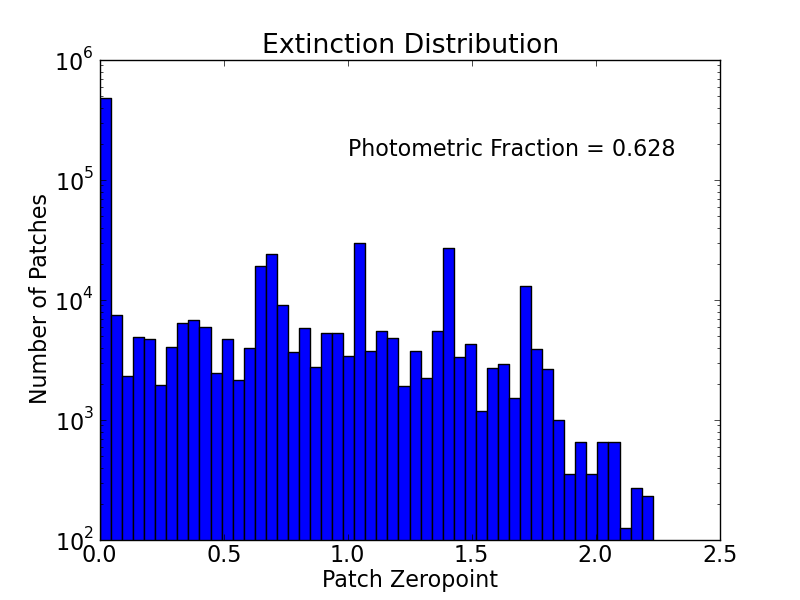 Extinction Distribution
Photometric Fraction = 0.628
Number of Patches
10^6
10^5
10^4
10^3
10^2
0.0 0.5 1.0 1.5 2.0 2.5
Patch Zeropoint